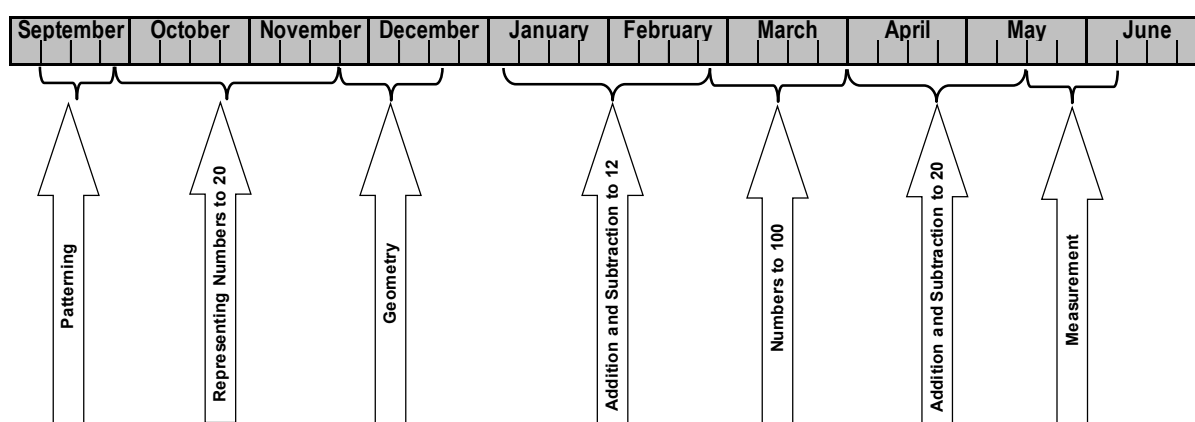 September October November December January February March April May June
Patterning
Representing Numbers to 20
Geometry
Addition and Subtraction to 12
Numbers to 100
Addition and Subtraction to 20
Measurement